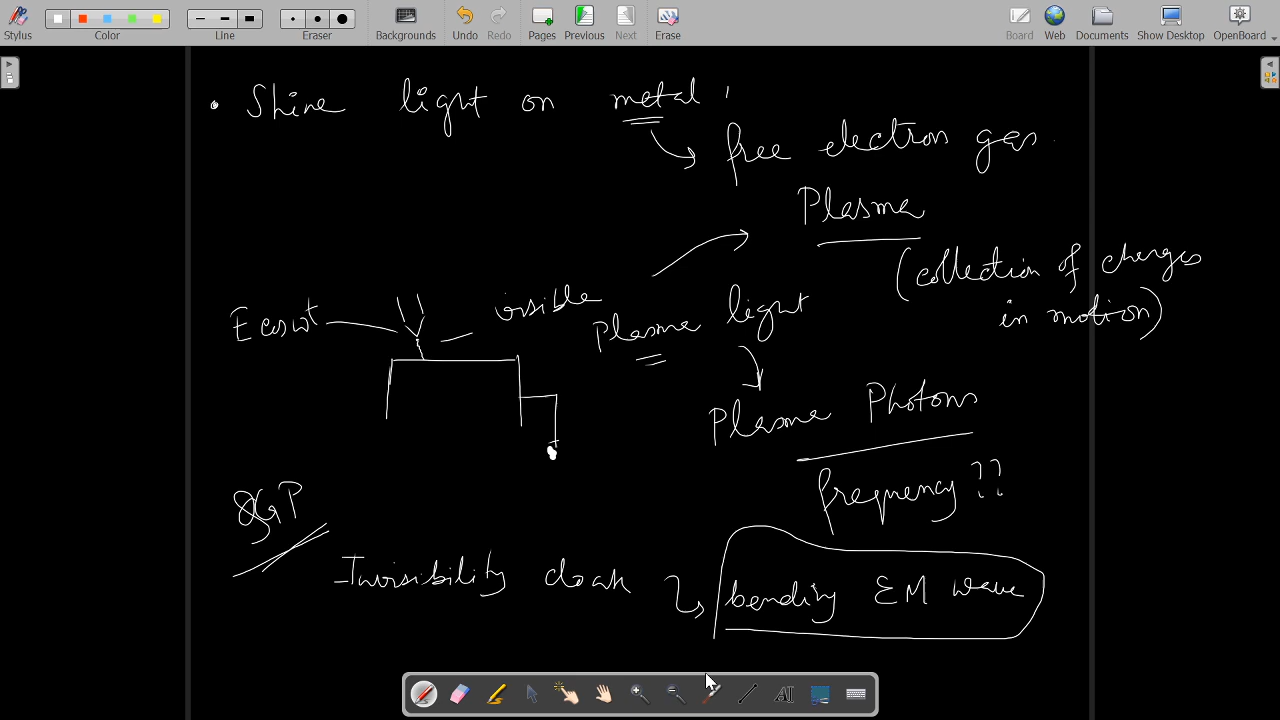 Stylus
Color
Line
Eraser
Backgrounds
Undo
Redo
Pages
Previous
Next
Erase
Board
Web
Documents
Show Desktop
OpenBoard
• Shine light on metal
free electron gas
Plasma
(collection of charges
in motion)
E cos ωt
visible
Plasma light
Plasma Photons
frequency ??
QGP
Invisibility cloak
bending EM wave